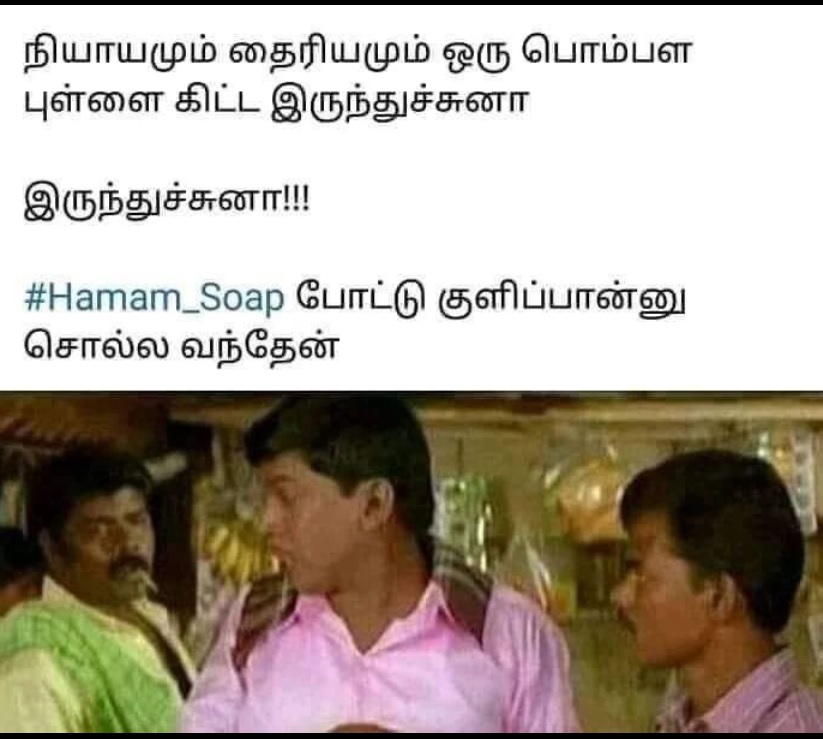 நியாயமும் தைரியமும் ஒரு பொம்பள
புள்ளை கிட்ட இருந்துச்சுனா
இருந்துச்சுனா!!!
#Hamam_Soap போட்டு குளிப்பான்னு
சொல்ல வந்தேன்